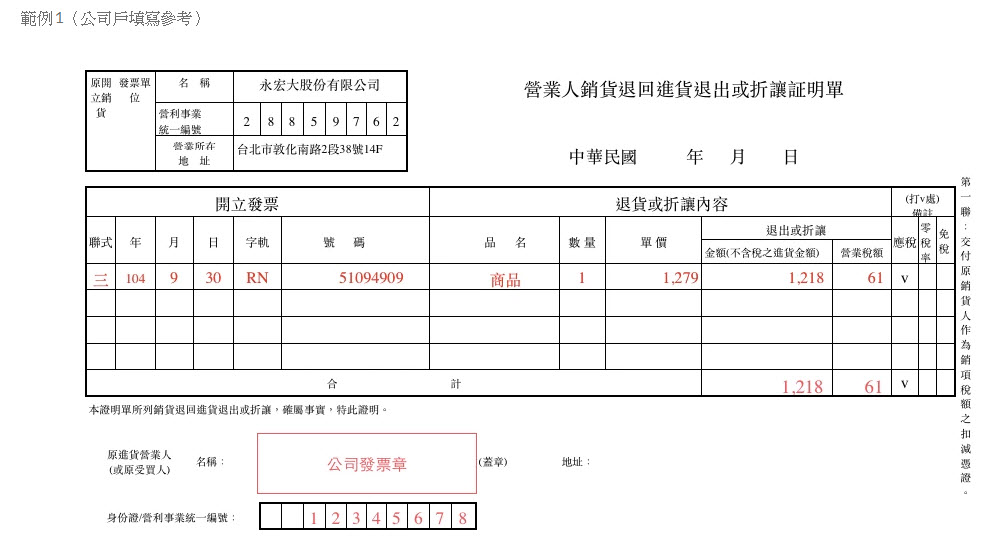 範例1（公司戶填寫參考）
原開立銷貨 發票單位
名 稱 永宏大股份有限公司
營利事業統一編號 2 8 8 5 9 7 6 2
營業所在地 址 台北市敦化南路2段38號14F
營業人銷貨退回進貨退出或折讓証明單
中華民國 年 月 日
開立發票 退貨或折讓內容 (打v處)備註
聯式 年 月 日 字軌 號 碼 品 名 數量 單價 退出或折讓 應稅 零稅率 免稅
金額(不含稅之進貨金額) 營業稅額
三 104 9 30 RN 51094909 商品 1 1,279 1,218 61 v
合 計 1,218 61 v
本證明單所列銷貨退回進貨退出或折讓，確屬事實，特此證明。
原進貨營業人
(或原受買人) 名稱： 公司發票章 (蓋章) 地址：
身份證/營利事業統一編號： 1 2 3 4 5 6 7 8
第一聯：交付原銷貨人作為銷項稅額之扣減憑證。